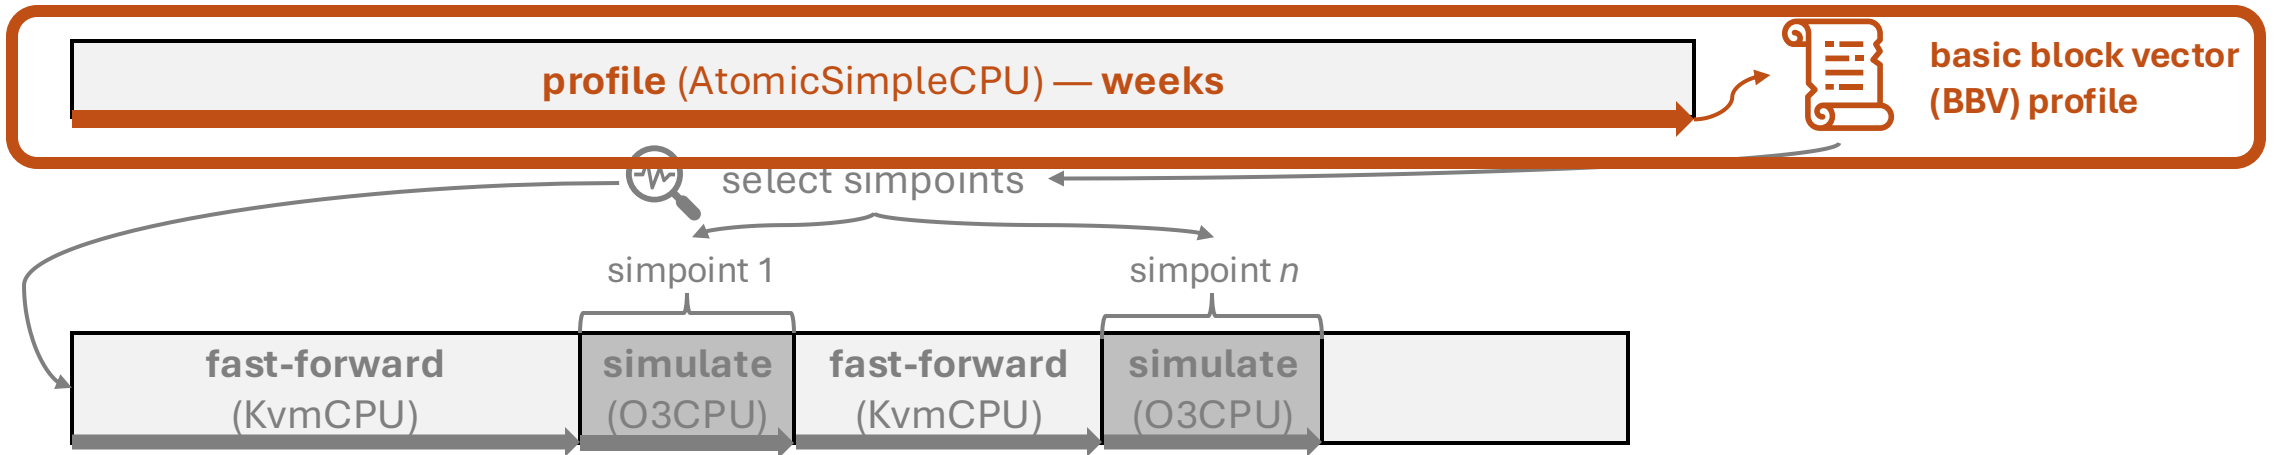 profile (AtomicSimpleCPU) — weeks
basic block vector
(BBV) profile
select simpoints
simpoint 1
simpoint n
fast-forward
(KvmCPU)
simulate
(O3CPU)
fast-forward
(KvmCPU)
simulate
(O3CPU)